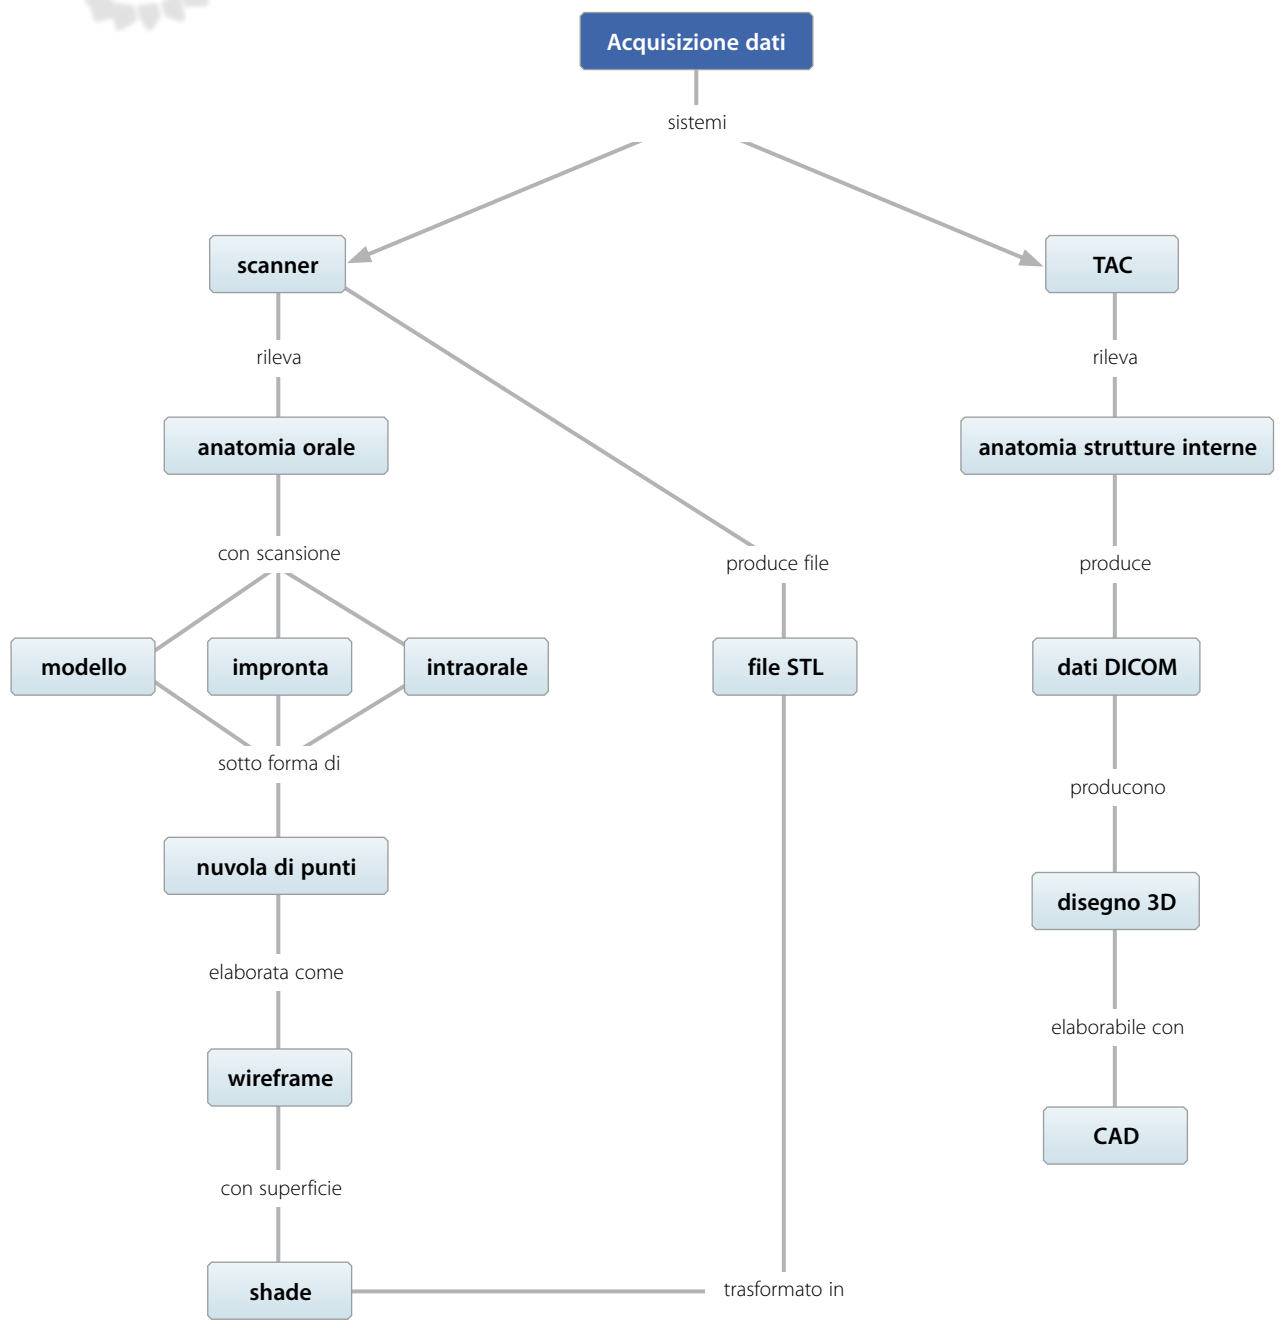 Acquisizione dati
sistemi
scanner
TAC
rileva
rileva
anatomia orale
anatomia strutture interne
con scansione
produce file
produce
modello
impronta
intraorale
file STL
dati DICOM
sotto forma di
producono
nuvola di punti
disegno 3D
elaborata come
elaborabile con
wireframe
CAD
con superficie
shade
trasformato in